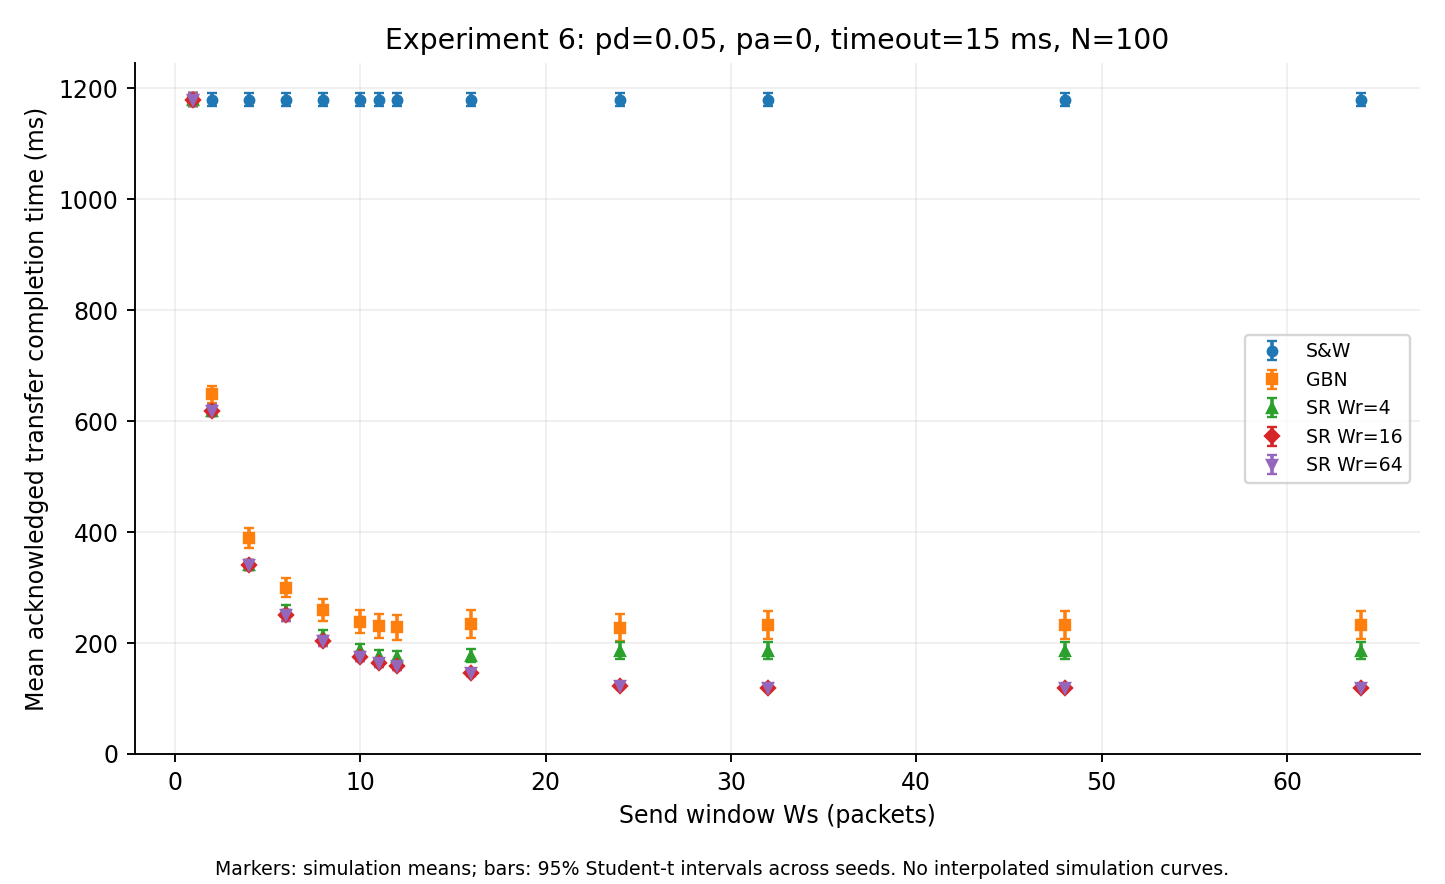 Experiment 6: pd=0.05, pa=0, timeout=15 ms, N=100
Mean acknowledged transfer completion time (ms)
1200
1000
800
600
400
200
0
S&W
GBN
SR Wr=4
SR Wr=16
SR Wr=64
0 10 20 30 40 50 60
Send window Ws (packets)
Markers: simulation means; bars: 95% Student-t intervals across seeds. No interpolated simulation curves.